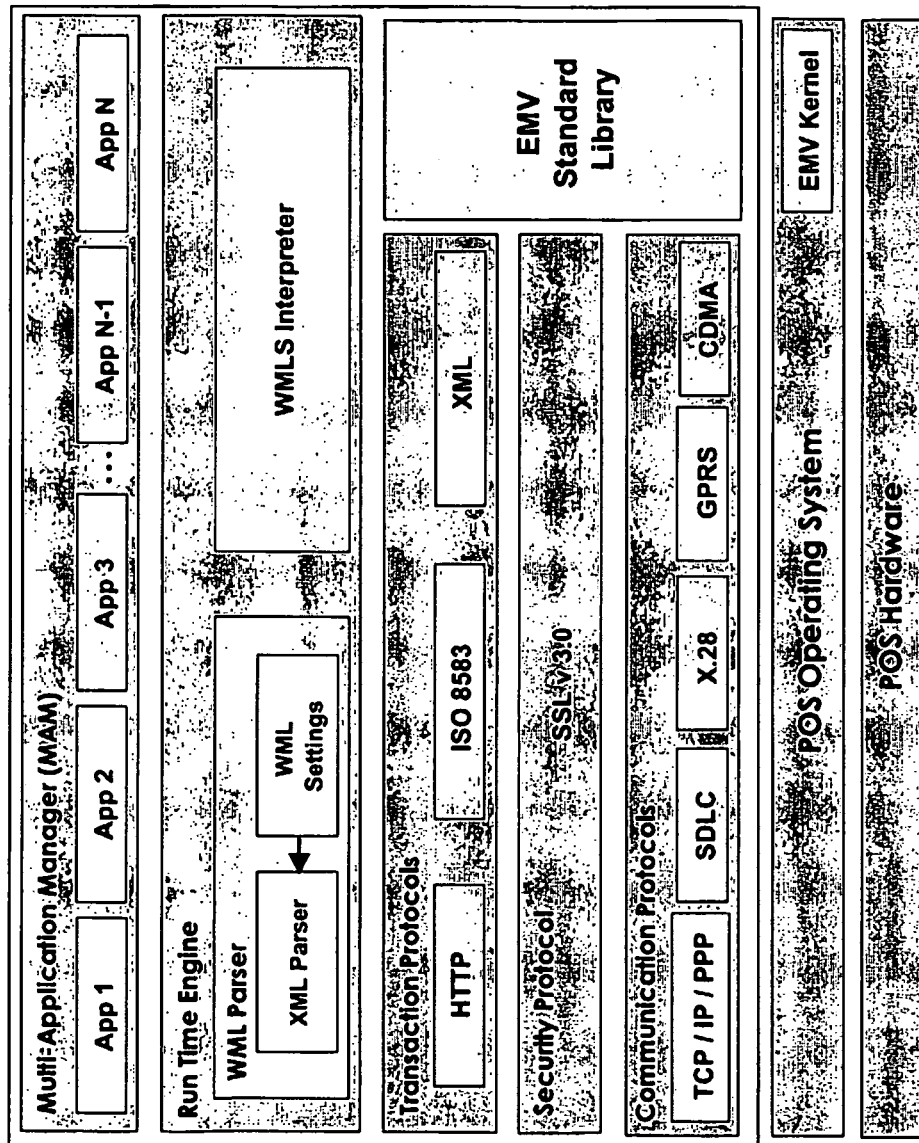 Multi-Application Manager (MAM)
App 1
App 2
App 3
...
App N-1
App N
Run Time Engine
WML Parser
XML Parser
WML
Settings
WMLS Interpreter
Transaction Protocols
HTTP
ISO 8583
XML
Security Protocol
SSL v 3.0
Communication Protocols
TCP / IP / PPP
SDLC
X.28
GPRS
CDMA
EMV
Standard
Library
POS Operating System
EMV Kernel
POS Hardware